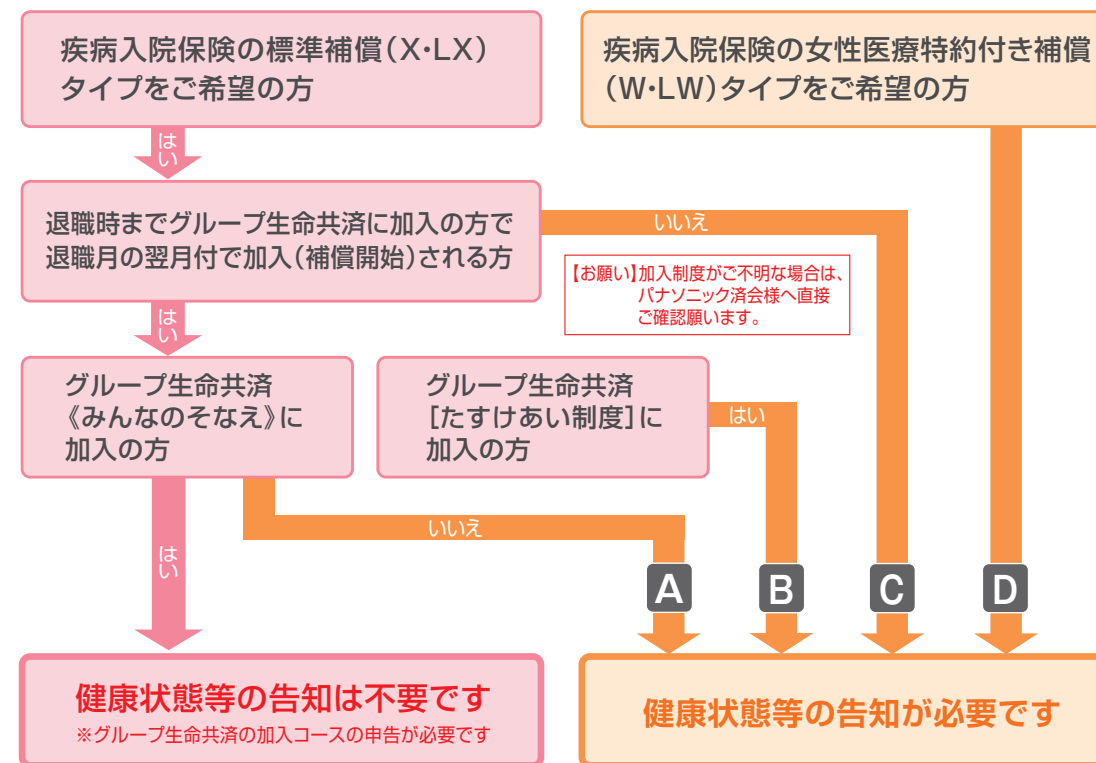 疾病入院保険の標準補償(X・LX)
タイプをご希望の方
疾病入院保険の女性医療特約付き補償
(W・LW)タイプをご希望の方
はい
退職時までグループ生命共済に加入の方で
退職月の翌月付で加入(補償開始)される方
いいえ
【お願い】加入制度がご不明な場合は、
パナソニック済会様へ直接
ご確認願います。
はい
グループ生命共済
《みんなのそなえ》に
加入の方
グループ生命共済
[たすけあい制度]に
加入の方
はい
いいえ
はい
A
B
C
D
健康状態等の告知は不要です
※グループ生命共済の加入コースの申告が必要です
健康状態等の告知が必要です